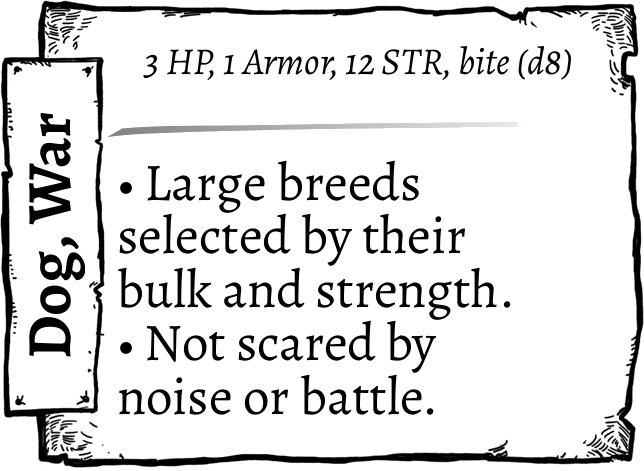 Dog, War
3 HP, 1 Armor, 12 STR, bite (d8)
• Large breeds
selected by their
bulk and strength.
• Not scared by
noise or battle.